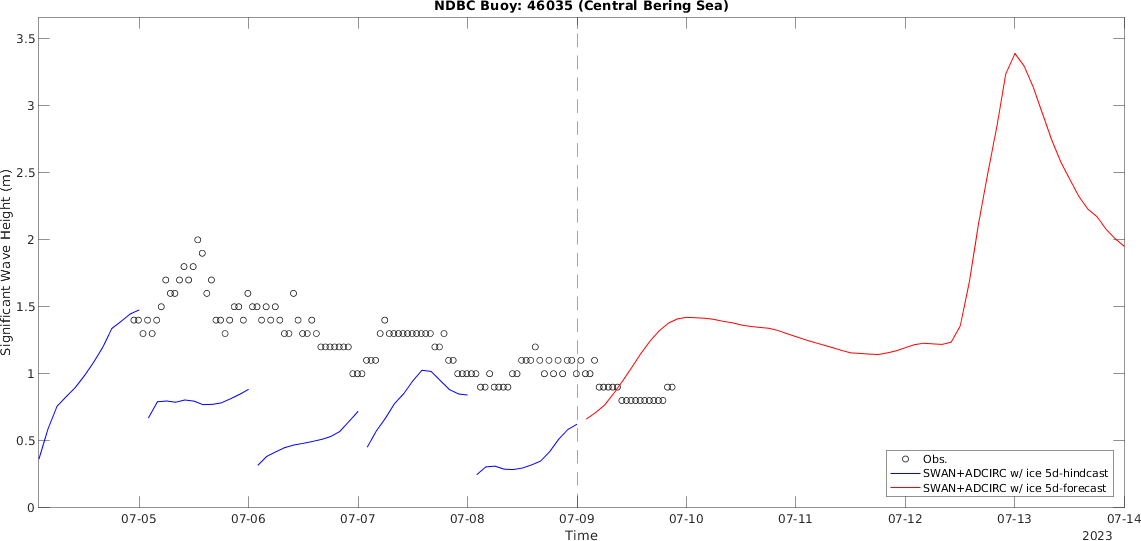 NDBC Buoy: 46035 (Central Bering Sea)
Significant Wave Height (m)
3.5
3
2.5
2
1.5
1
0.5
0
Obs.
SWAN+ADCIRC w/ ice 5d-hindcast
SWAN+ADCIRC w/ ice 5d-forecast
07-05 07-06 07-07 07-08 07-09 07-10 07-11 07-12 07-13 07-14
Time
2023